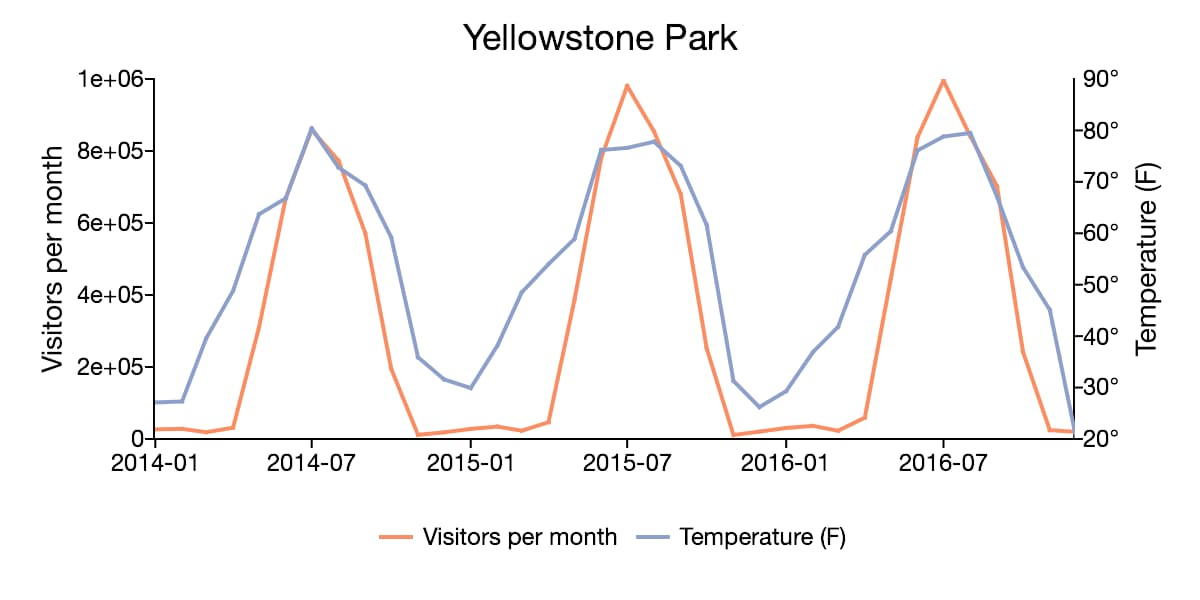 Yellowstone Park
Visitors per month
1e+06
8e+05
6e+05
4e+05
2e+05
0
90°
80°
70°
60°
50°
40°
30°
20°
Temperature (F)
2014-01 2014-07 2015-01 2015-07 2016-01 2016-07
Visitors per month Temperature (F)